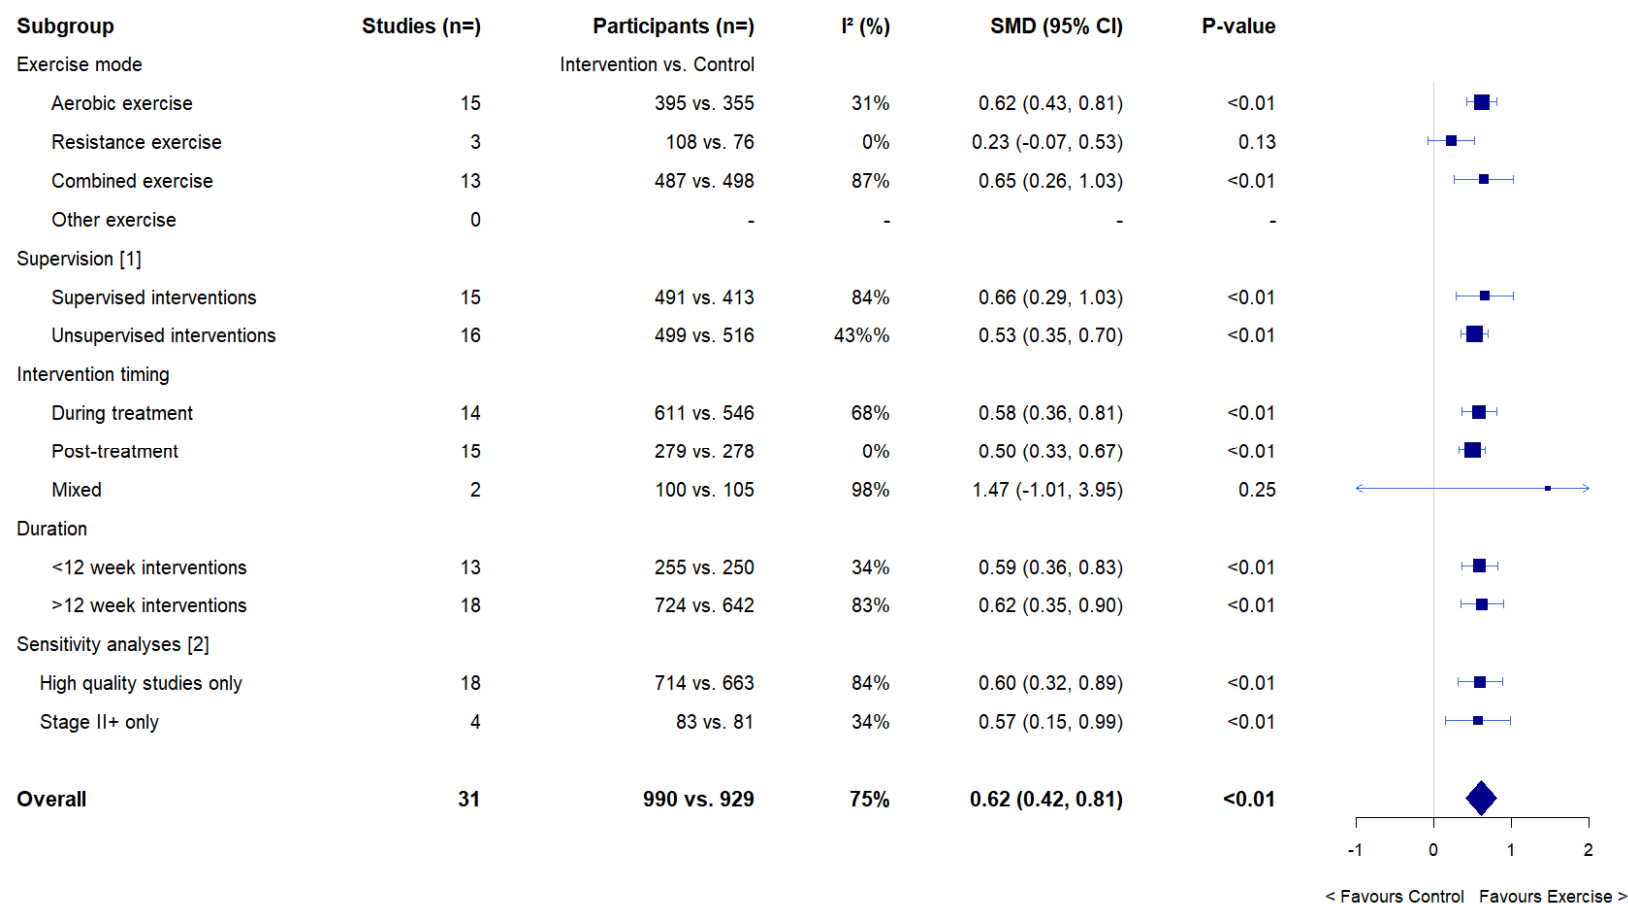 Subgroup Studies (n=) Participants (n=) I² (%) SMD (95% CI) P-value
Exercise mode Intervention vs. Control
Aerobic exercise 15 395 vs. 355 31% 0.62 (0.43, 0.81) <0.01
Resistance exercise 3 108 vs. 76 0% 0.23 (-0.07, 0.53) 0.13
Combined exercise 13 487 vs. 498 87% 0.65 (0.26, 1.03) <0.01
Other exercise 0 - - - -
Supervision [1]
Supervised interventions 15 491 vs. 413 84% 0.66 (0.29, 1.03) <0.01
Unsupervised interventions 16 499 vs. 516 43%% 0.53 (0.35, 0.70) <0.01
Intervention timing
During treatment 14 611 vs. 546 68% 0.58 (0.36, 0.81) <0.01
Post-treatment 15 279 vs. 278 0% 0.50 (0.33, 0.67) <0.01
Mixed 2 100 vs. 105 98% 1.47 (-1.01, 3.95) 0.25
Duration
<12 week interventions 13 255 vs. 250 34% 0.59 (0.36, 0.83) <0.01
>12 week interventions 18 724 vs. 642 83% 0.62 (0.35, 0.90) <0.01
Sensitivity analyses [2]
High quality studies only 18 714 vs. 663 84% 0.60 (0.32, 0.89) <0.01
Stage II+ only 4 83 vs. 81 34% 0.57 (0.15, 0.99) <0.01
Overall 31 990 vs. 929 75% 0.62 (0.42, 0.81) <0.01
-1 0 1 2
< Favours Control Favours Exercise >